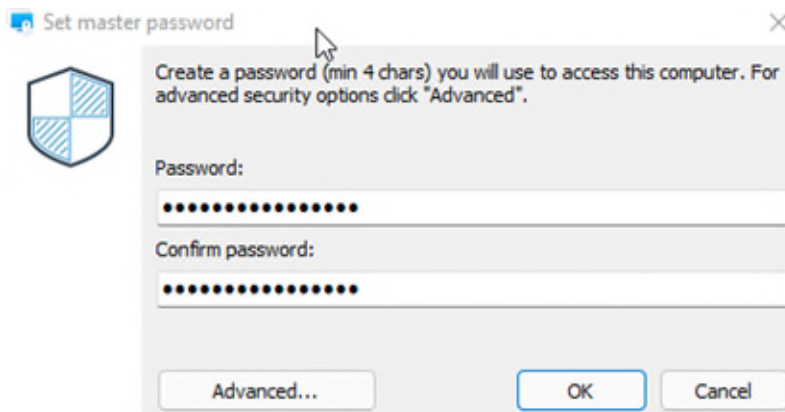 Set master password
Create a password (min 4 chars) you will use to access this computer. For
advanced security options click "Advanced".
Password:
••••••••••••••••
Confirm password:
••••••••••••••••
Advanced...
OK
Cancel